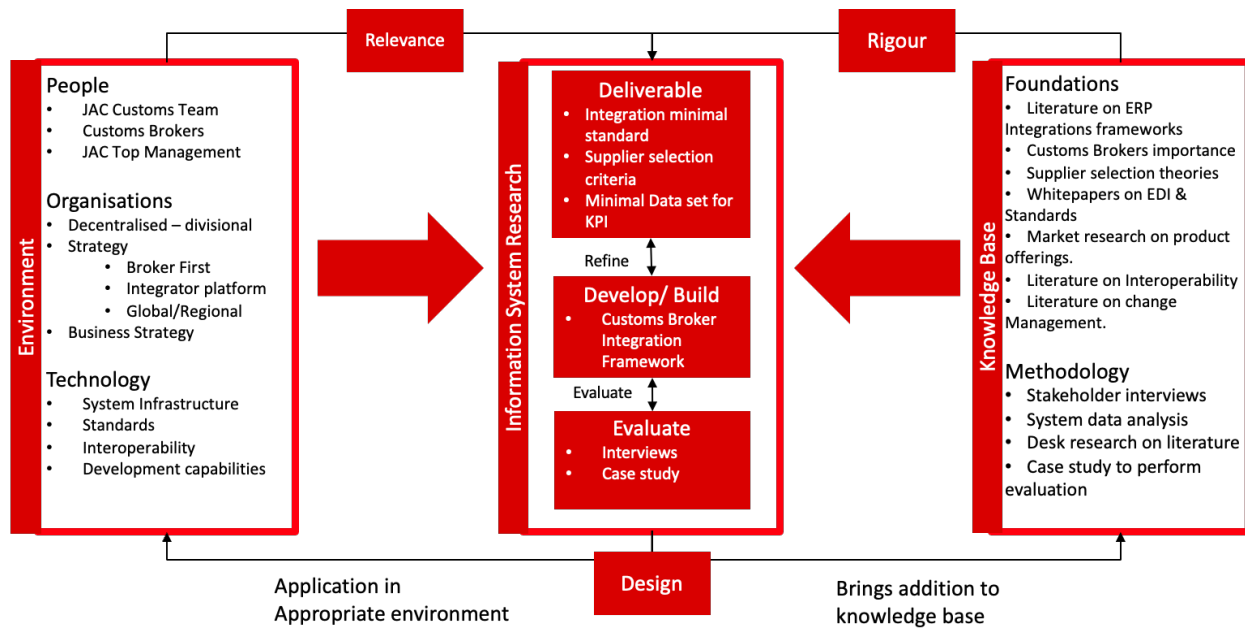 Relevance
Rigour
Environment
People
• JAC Customs Team
• Customs Brokers
• JAC Top Management
Organisations
• Decentralised – divisional
• Strategy
• Broker First
• Integrator platform
• Global/Regional
• Business Strategy
Technology
• System Infrastructure
• Standards
• Interoperability
• Development capabilities
Information System Research
Deliverable
• Integration minimal
standard
• Supplier selection
criteria
• Minimal Data set for
KPI
Refine
Develop/ Build
• Customs Broker
Integration
Framework
Evaluate
Evaluate
• Interviews
• Case study
Knowledge Base
Foundations
• Literature on ERP
Integrations frameworks
• Customs Brokers importance
• Supplier selection theories
• Whitepapers on EDI &
Standards
• Market research on product
offerings.
• Literature on Interoperability
• Literature on change
Management.
Methodology
• Stakeholder interviews
• System data analysis
• Desk research on literature
• Case study to perform
evaluation
Design
Application in
Appropriate environment
Brings addition to
knowledge base